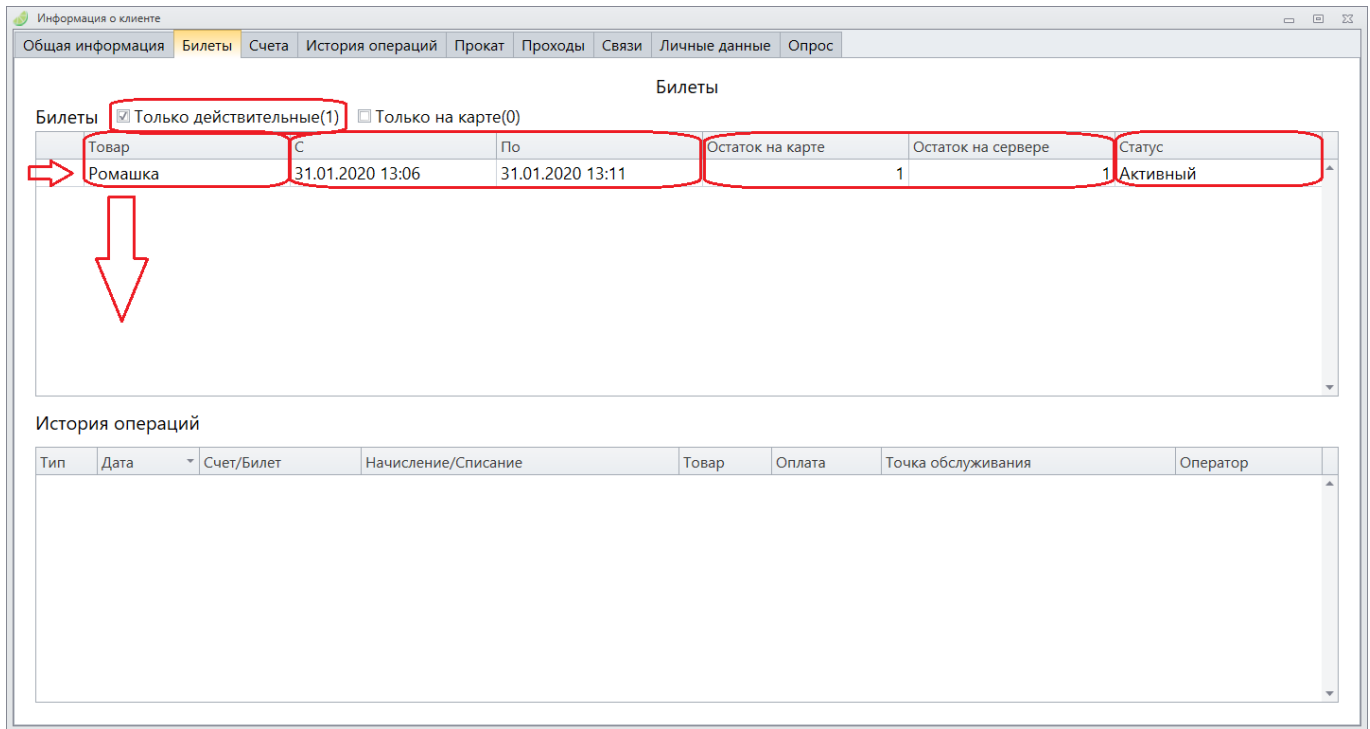 Информация о клиенте
Общая информация Билеты Счета История операций Прокат Проходы Связи Личные данные Опрос
Билеты
Билеты Только действительные(1) Только на карте(0)
Товар С По Остаток на карте Остаток на сервере Статус
Ромашка 31.01.2020 13:06 31.01.2020 13:11 1 1 Активный
История операций
Тип Дата Счет/Билет Начисление/Списание Товар Оплата Точка обслуживания Оператор